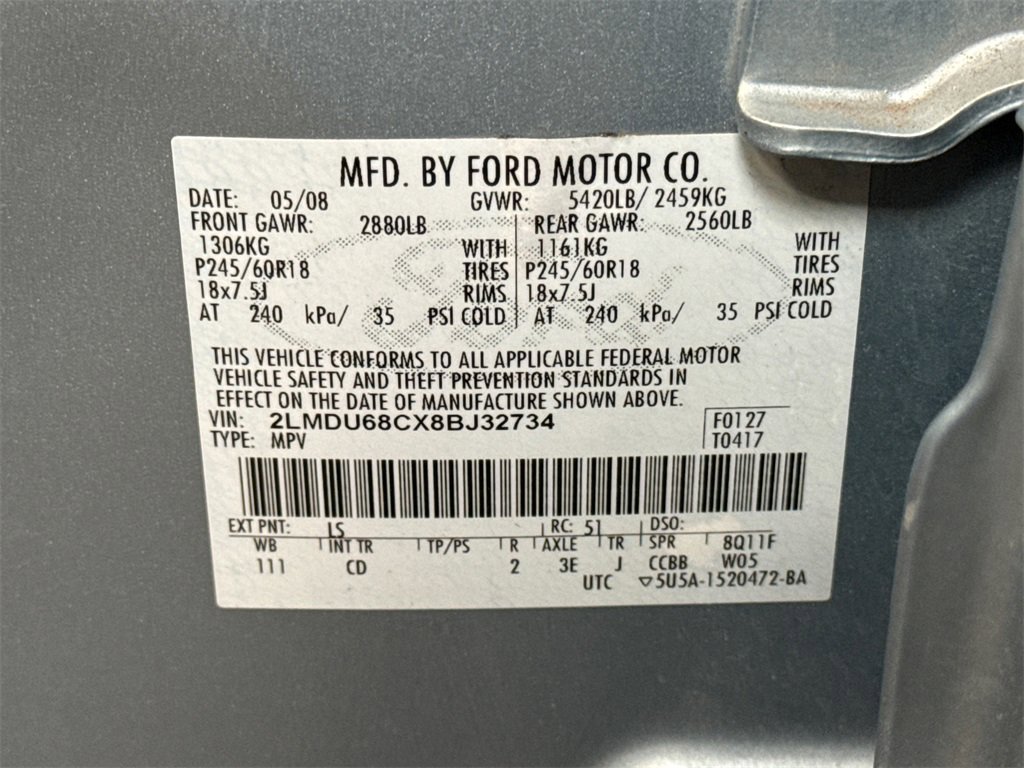 MFD. BY FORD MOTOR CO.
DATE: 05/08 GVWR: 5420LB/ 2459KG
FRONT GAWR: 2880LB REAR GAWR: 2560LB
1306KG WITH 1161KG WITH
P245/60R18 TIRES P245/60R18 TIRES
18x7.5J RIMS 18x7.5J RIMS
AT 240 kPa/ 35 PSI COLD AT 240 kPa/ 35 PSI COLD
THIS VEHICLE CONFORMS TO ALL APPLICABLE FEDERAL MOTOR
VEHICLE SAFETY AND THEFT PREVENTION STANDARDS IN
EFFECT ON THE DATE OF MANUFACTURE SHOWN ABOVE.
VIN: 2LMDU68CX8BJ32734 F0127
TYPE: MPV T0417
EXT PNT: LS RC: 51 DSO:
WB INT TR TP/PS R AXLE TR SPR 8Q11F
111 CD 2 3E J CCBB W05
UTC ▽5U5A-1520472-BA